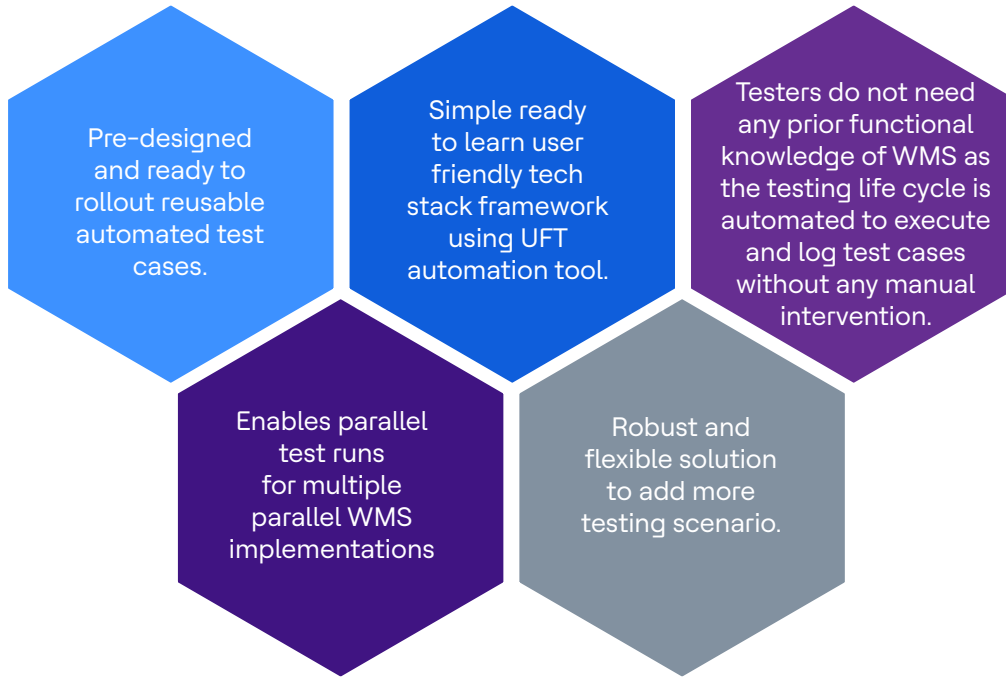 Pre-designed
and ready to
rollout reusable
automated test
cases.
Simple ready
to learn user
friendly tech
stack framework
using UFT
automation tool.
Testers do not need
any prior functional
knowledge of WMS as
the testing life cycle is
automated to execute
and log test cases
without any manual
intervention.
Enables parallel
test runs
for multiple
parallel WMS
implementations
Robust and
flexible solution
to add more
testing scenario.